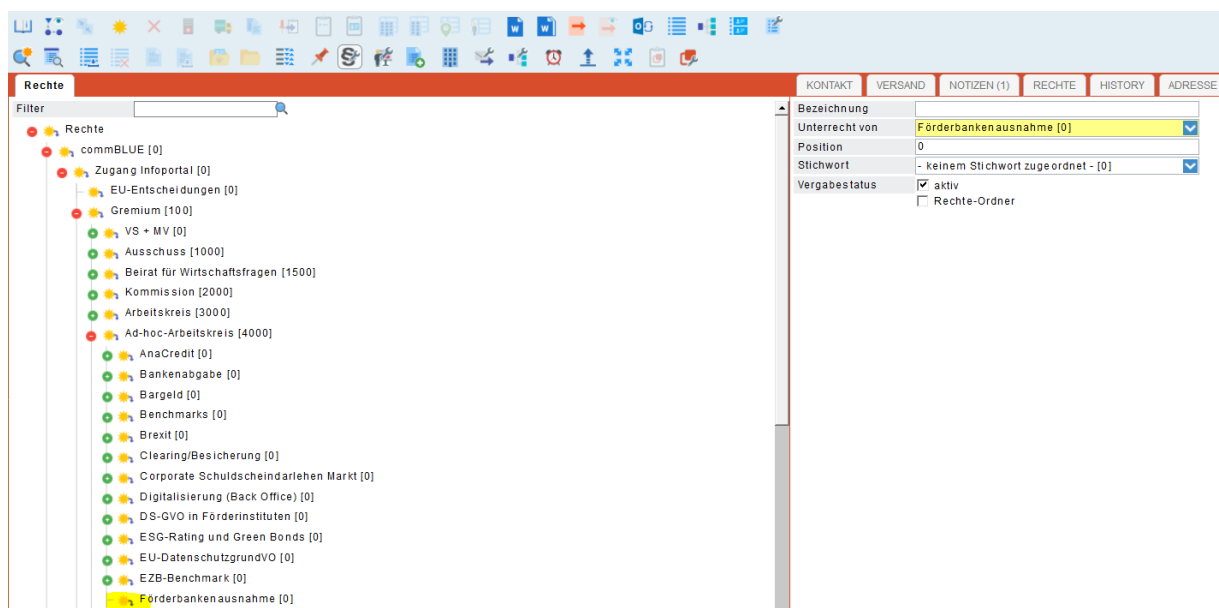 Rechte
KONTAKT VERSAND NOTIZEN (1) RECHTE HISTORY ADRESSE
Filter
Rechte
commBLUE [0]
Zugang Infoportal [0]
EU-Entscheidungen [0]
Gremium [100]
VS + MV [0]
Ausschuss [1000]
Beirat für Wirtschaftsfragen [1500]
Kommission [2000]
Arbeitskreis [3000]
Ad-hoc-Arbeitskreis [4000]
AnaCredit [0]
Bankenabgabe [0]
Bargeld [0]
Benchmarks [0]
Brexit [0]
Clearing/Besicherung [0]
Corporate Schuldscheindarlehen Markt [0]
Digitalisierung (Back Office) [0]
DS-GVO in Förderinstituten [0]
ESG-Rating und Green Bonds [0]
EU-DatenschutzgrundVO [0]
EZB-Benchmark [0]
Förderbankenausnahme [0]
Bezeichnung
Unterrecht von Förderbankenausnahme [0]
Position 0
Stichwort - keinem Stichwort zugeordnet - [0]
Vergabestatus aktiv
Rechte-Ordner